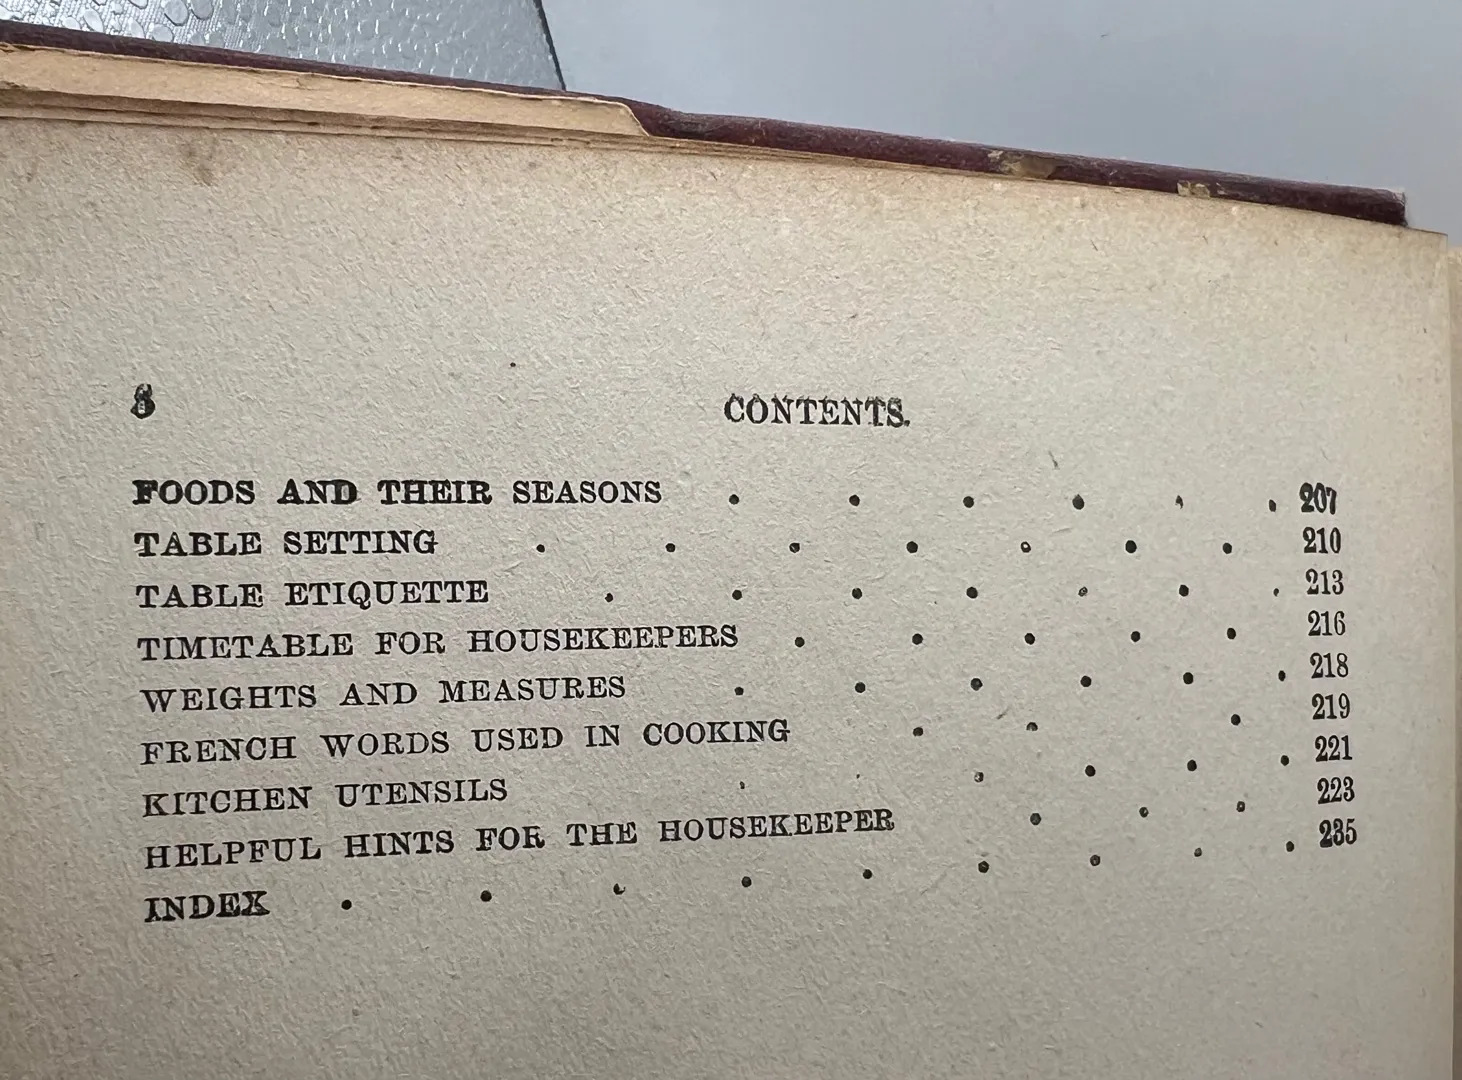 8 CONTENTS.
FOODS AND THEIR SEASONS . . . . . . 207
TABLE SETTING . . . . . . . 210
TABLE ETIQUETTE . . . . . . . 213
TIMETABLE FOR HOUSEKEEPERS . . . . . 216
WEIGHTS AND MEASURES . . . . . . 218
FRENCH WORDS USED IN COOKING . . . 219
KITCHEN UTENSILS . . . . . . 221
HELPFUL HINTS FOR THE HOUSEKEEPER . . . 223
INDEX . . . . . . . . . 235